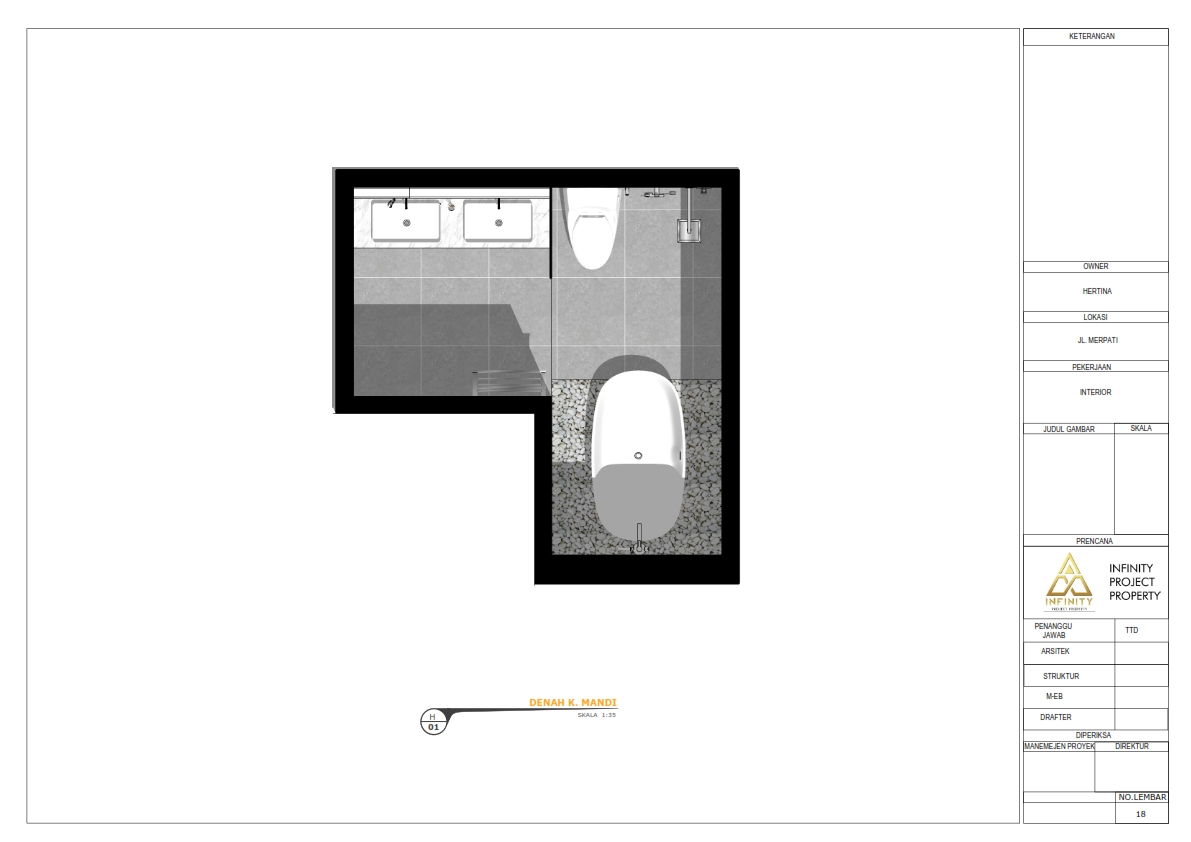 KETERANGAN
OWNER
HERTINA
LOKASI
JL. MERPATI
PEKERJAAN
INTERIOR
JUDUL GAMBAR
SKALA
PRENCANA
INFINITY
PROJECT PROPERTY
INFINITY
PROJECT
PROPERTY
PENANGGU
JAWAB
TTD
ARSITEK
STRUKTUR
M-EB
DRAFTER
DIPERIKSA
MANEMEJEN PROYEK
DIREKTUR
NO.LEMBAR
18
DENAH K. MANDI
SKALA 1:35
H
01